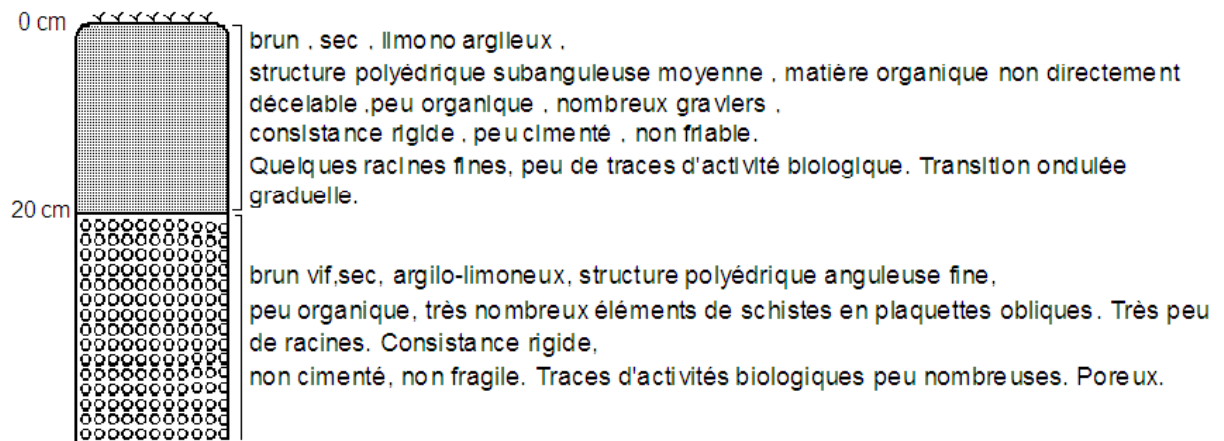 0 cm
brun , sec , limono argileux ,
structure polyédrique subanguleuse moyenne , matière organique non directement
décelable ,peu organique , nombreux graviers ,
consistance rigide , peu cimenté , non friable.
Quelques racines fines, peu de traces d'activité biologique. Transition ondulée
graduelle.
20 cm
brun vif,sec, argilo-limoneux, structure polyédrique anguleuse fine,
peu organique, très nombreux éléments de schistes en plaquettes obliques. Très peu
de racines. Consistance rigide,
non cimenté, non fragile. Traces d'activités biologiques peu nombreuses. Poreux.